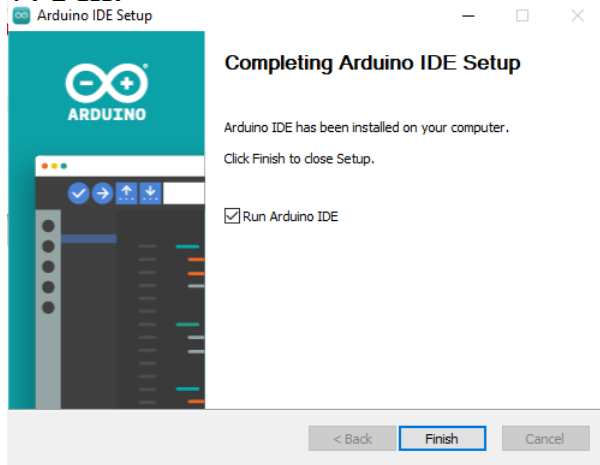 Arduino IDE Setup
ARDUINO
Completing Arduino IDE Setup
Arduino IDE has been installed on your computer.
Click Finish to close Setup.
Run Arduino IDE
< Back
Finish
Cancel